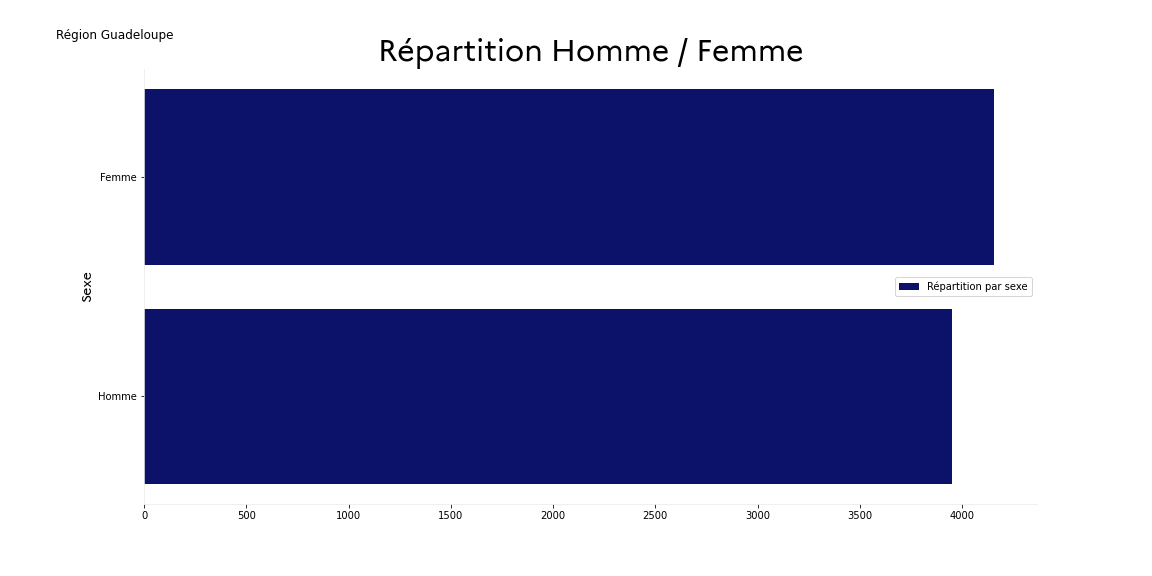 Région Guadeloupe
Répartition Homme / Femme
Femme
Sexe
Répartition par sexe
Homme
0 500 1000 1500 2000 2500 3000 3500 4000